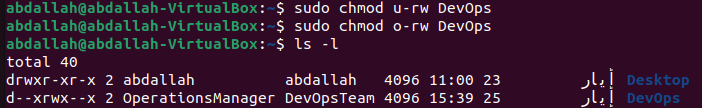 abdallah@abdallah-VirtualBox:~$ sudo chmod u-rw DevOps
abdallah@abdallah-VirtualBox:~$ sudo chmod o-rw DevOps
abdallah@abdallah-VirtualBox:~$ ls -l
total 40
drwxr-xr-x 2 abdallah           abdallah   4096 11:00 23       أيار  Desktop
d--xrwx--x 2 OperationsManager DevOpsTeam 4096 15:39 25       أيار  DevOps